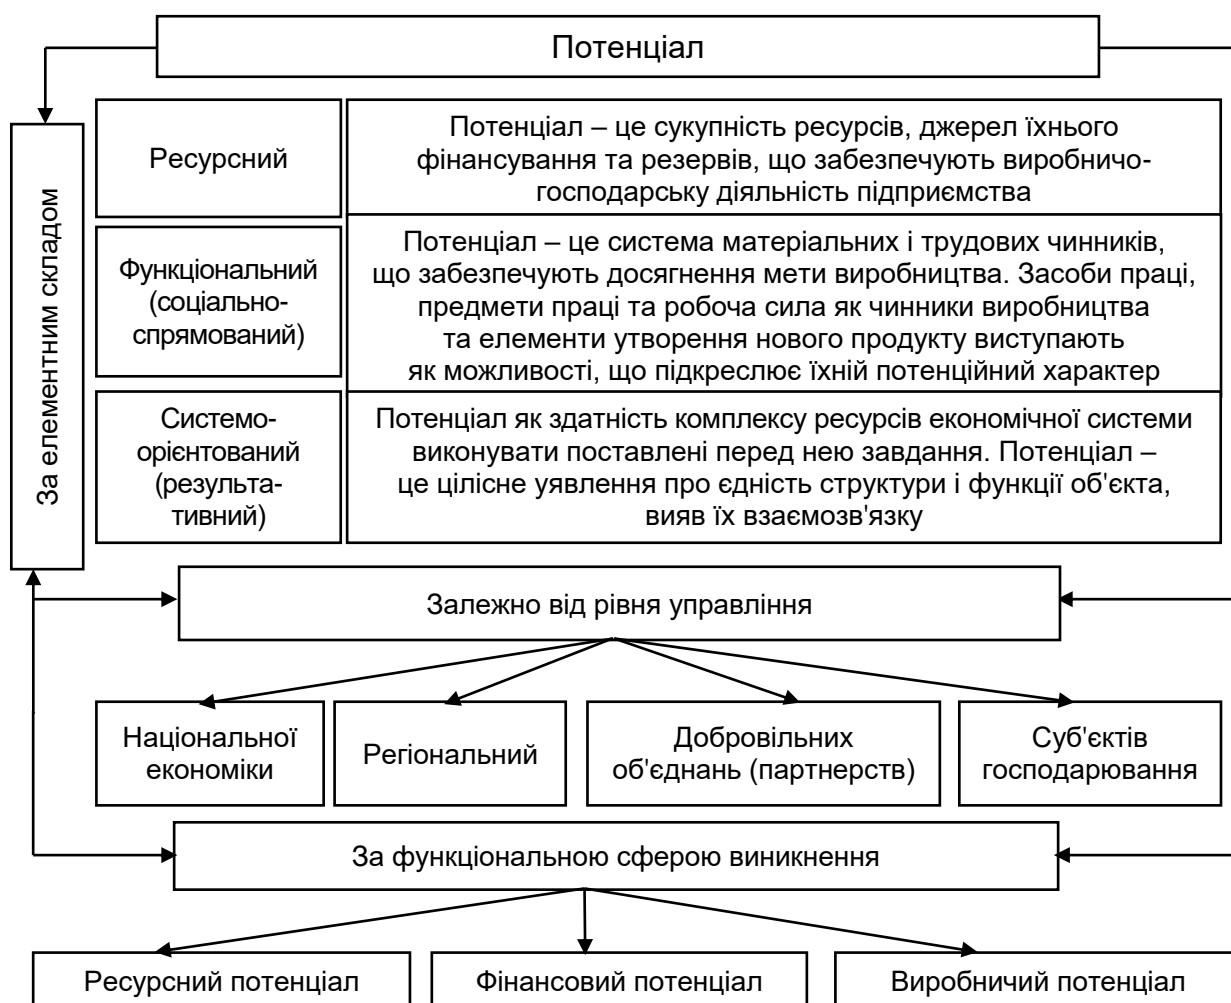 Потенціал
За елементним складом
Ресурсний
Потенціал – це сукупність ресурсів, джерел їхнього
фінансування та резервів, що забезпечують виробничо-
господарську діяльність підприємства
Функціональний
(соціально-
спрямований)
Потенціал – це система матеріальних і трудових чинників,
що забезпечують досягнення мети виробництва. Засоби праці,
предмети праці та робоча сила як чинники виробництва
та елементи утворення нового продукту виступають
як можливості, що підкреслює їхній потенційний характер
Системо-
орієнтований
(результа-
тивний)
Потенціал як здатність комплексу ресурсів економічної системи
виконувати поставлені перед нею завдання. Потенціал –
це цілісне уявлення про єдність структури і функції об'єкта,
вияв їх взаємозв'язку
Залежно від рівня управління
Національної
економіки
Регіональний
Добровільних
об'єднань (партнерств)
Суб'єктів
господарювання
За функціональною сферою виникнення
Ресурсний потенціал
Фінансовий потенціал
Виробничий потенціал